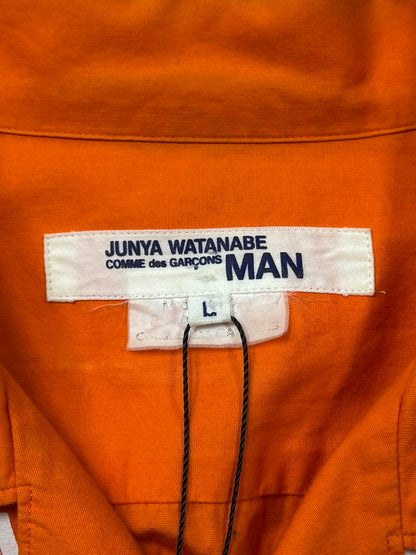 JUNYA WATANABE
COMME des GARÇONS MAN
L